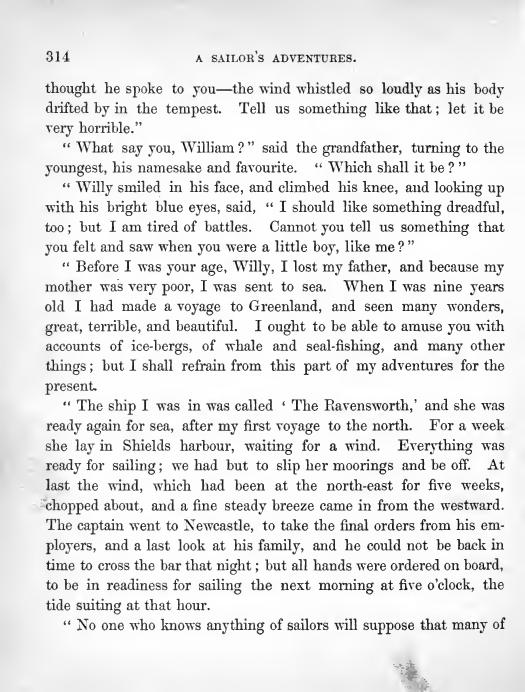 314 A SAILOR'S ADVENTURES.
thought he spoke to you—the wind whistled so loudly as his body
drifted by in the tempest. Tell us something like that; let it be
very horrible."
" What say you, William ? " said the grandfather, turning to the
youngest, his namesake and favourite. " Which shall it be ? "
" Willy smiled in his face, and climbed his knee, and looking up
with his bright blue eyes, said, " I should like something dreadful,
too; but I am tired of battles. Cannot you tell us something that
you felt and saw when you were a little boy, like me ? "
" Before I was your age, Willy, I lost my father, and because my
mother was very poor, I was sent to sea. When I was nine years
old I had made a voyage to Greenland, and seen many wonders,
great, terrible, and beautiful. I ought to be able to amuse you with
accounts of ice-bergs, of whale and seal-fishing, and many other
things; but I shall refrain from this part of my adventures for the
present.
" The ship I was in was called ' The Ravensworth,' and she was
ready again for sea, after my first voyage to the north. For a week
she lay in Shields harbour, waiting for a wind. Everything was
ready for sailing; we had but to slip her moorings and be off. At
last the wind, which had been at the north-east for five weeks,
chopped about, and a fine steady breeze came in from the westward.
The captain went to Newcastle, to take the final orders from his em-
ployers, and a last look at his family, and he could not be back in
time to cross the bar that night; but all hands were ordered on board,
to be in readiness for sailing the next morning at five o'clock, the
tide suiting at that hour.
" No one who knows anything of sailors will suppose that many of